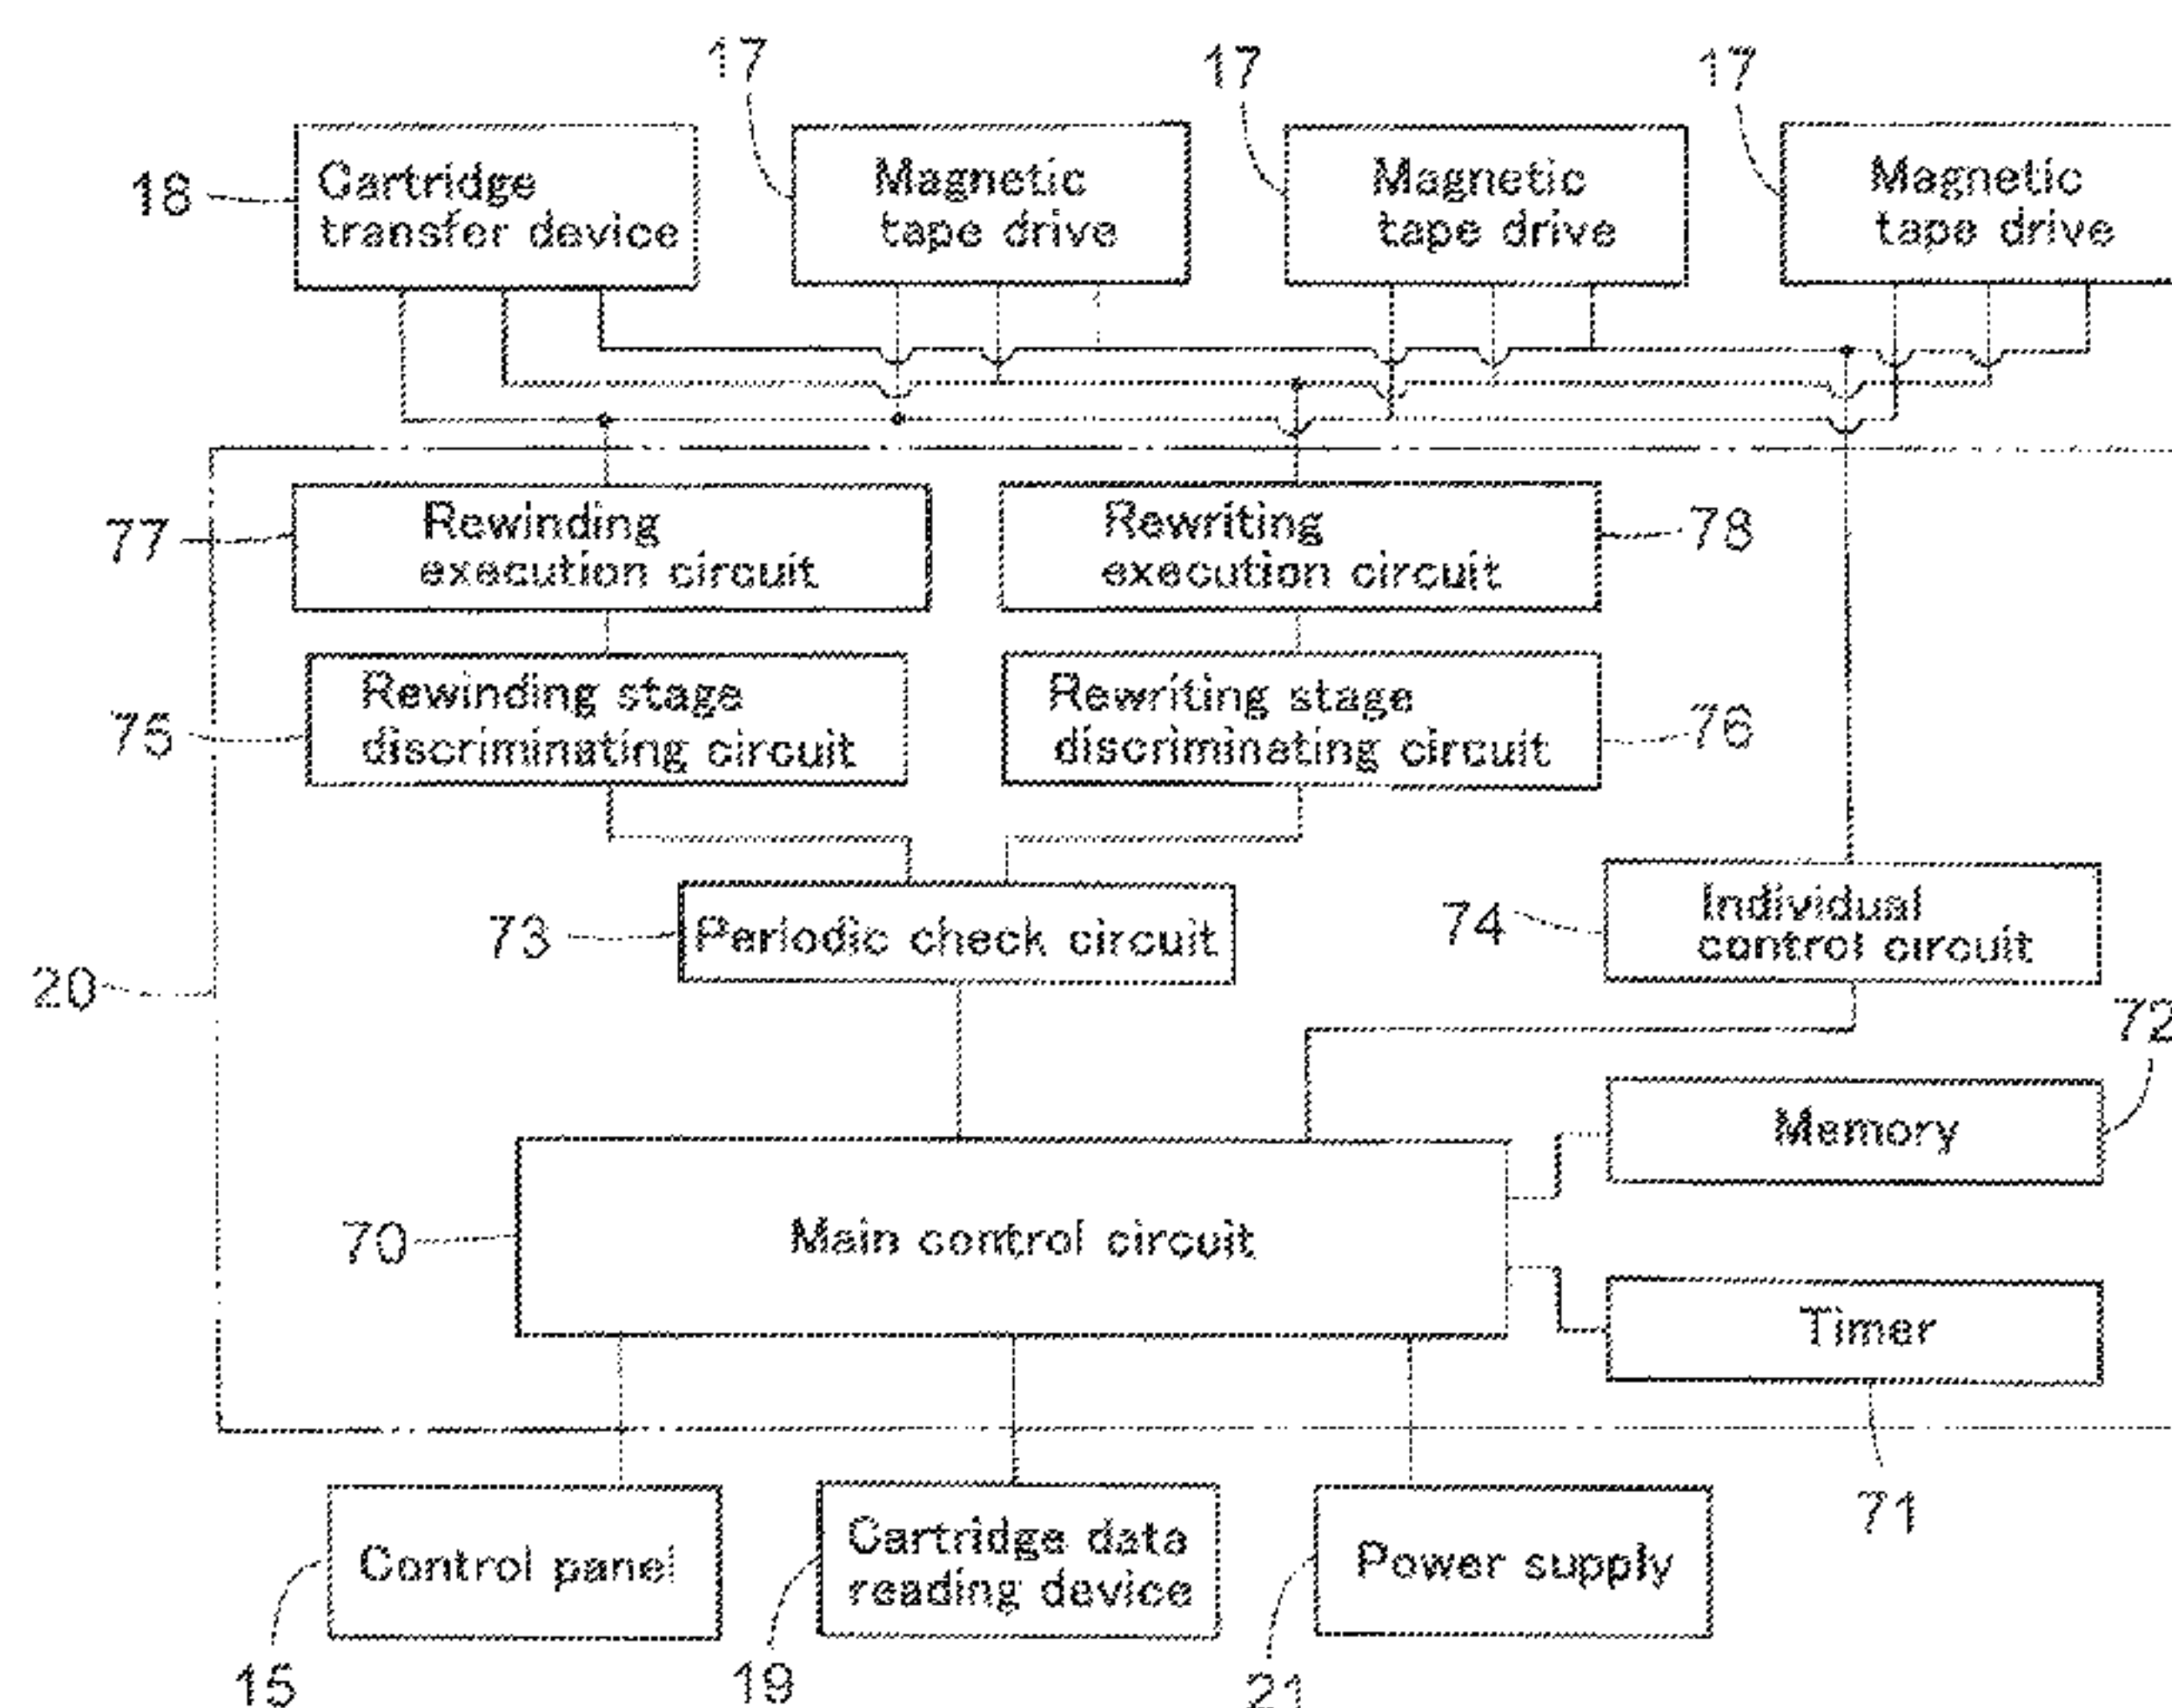 17
17
17
18
Cartridge
transfer device
Magnetic
tape drive
Magnetic
tape drive
Magnetic
tape drive
77
Rewinding
execution circuit
Rewriting
execution circuit
78
75
Rewinding stage
discriminating circuit
Rewriting stage
discriminating circuit
76
73
Periodic check circuit
74
Individual
control circuit
20
72
Memory
70
Main control circuit
Timer
71
Control panel
Cartridge data
reading device
Power supply
15
19
21